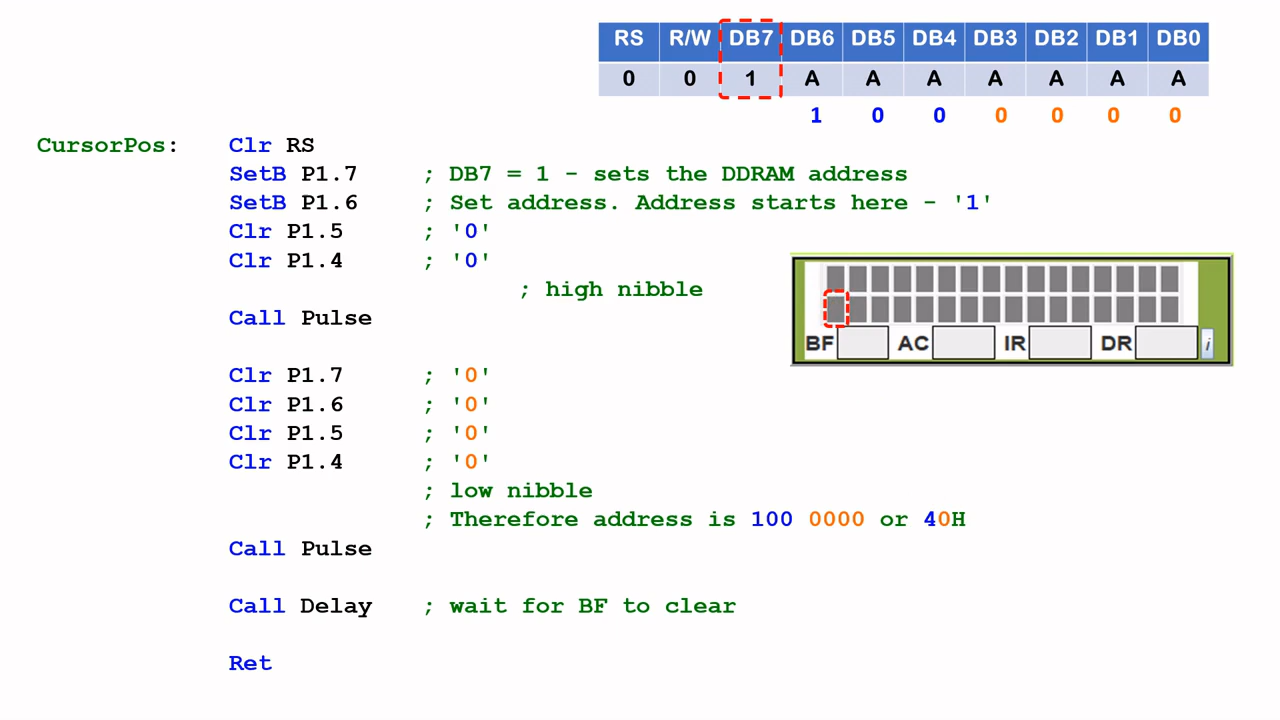 RS R/W DB7 DB6 DB5 DB4 DB3 DB2 DB1 DB0
0 0 1 A A A A A A A
1 0 0 0 0 0 0
CursorPos: Clr RS
SetB P1.7 ; DB7 = 1 - sets the DDRAM address
SetB P1.6 ; Set address. Address starts here - '1'
Clr P1.5 ; '0'
Clr P1.4 ; '0'
; high nibble
Call Pulse
BF AC IR DR i
Clr P1.7 ; '0'
Clr P1.6 ; '0'
Clr P1.5 ; '0'
Clr P1.4 ; '0'
; low nibble
; Therefore address is 100 0000 or 40H
Call Pulse
Call Delay ; wait for BF to clear
Ret